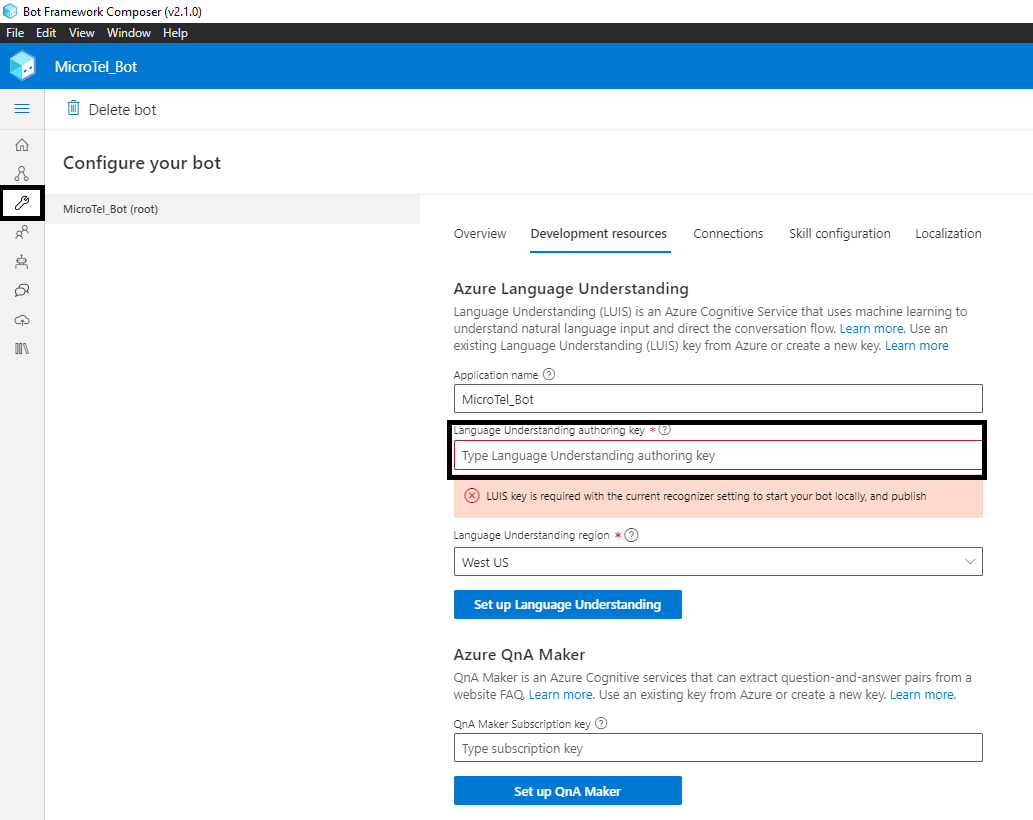 Bot Framework Composer (v2.1.0)
File Edit View Window Help
MicroTel_Bot
Delete bot
Configure your bot
MicroTel_Bot (root)
Overview Development resources Connections Skill configuration Localization
Azure Language Understanding
Language Understanding (LUIS) is an Azure Cognitive Service that uses machine learning to
understand natural language input and direct the conversation flow. Learn more. Use an
existing Language Understanding (LUIS) key from Azure or create a new key. Learn more
Application name ?
MicroTel_Bot
Language Understanding authoring key * ?
Type Language Understanding authoring key
LUIS key is required with the current recognizer setting to start your bot locally, and publish
Language Understanding region * ?
West US
Set up Language Understanding
Azure QnA Maker
QnA Maker is an Azure Cognitive services that can extract question-and-answer pairs from a
website FAQ. Learn more. Use an existing key from Azure or create a new key. Learn more.
QnA Maker Subscription key ?
Type subscription key
Set up QnA Maker